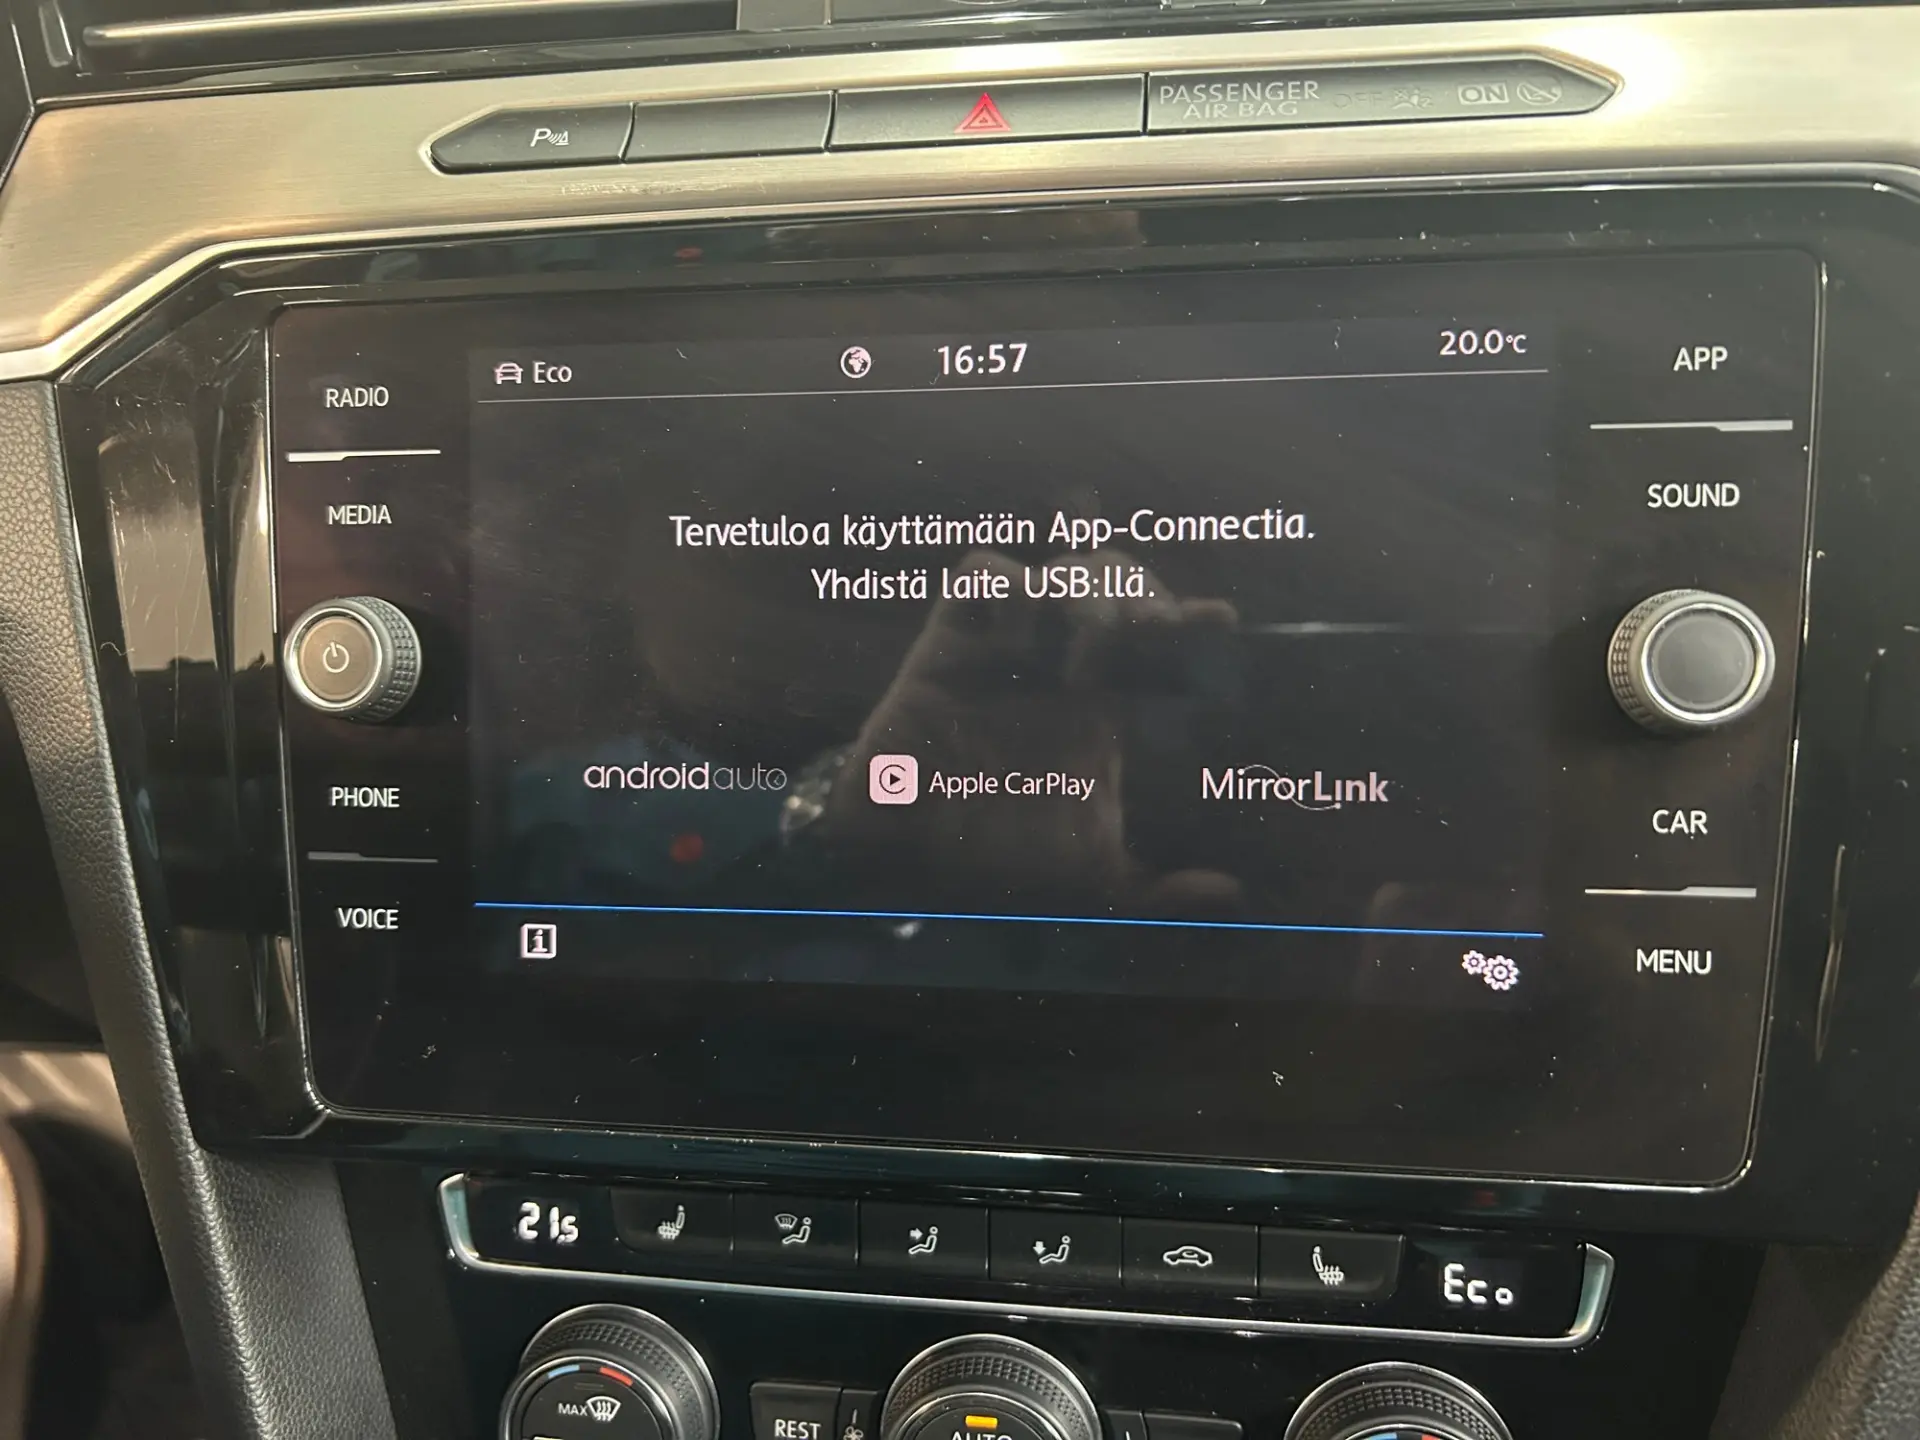 P
PASSENGER
AIR BAG
OFF
ON
Eco
16:57
20.0°C
RADIO
MEDIA
PHONE
VOICE
APP
SOUND
CAR
MENU
Tervetuloa käyttämään App-Connectia.
Yhdistä laite USB:llä.
androidauto
Apple CarPlay
MirrorLink
i
21.5
Eco
MAX
REST
AUTO